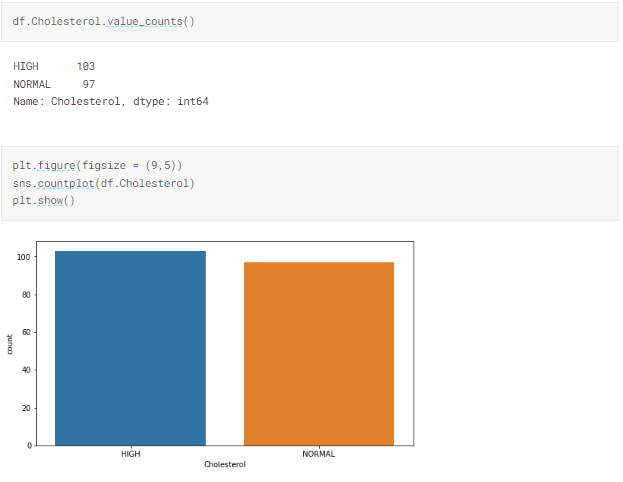 df.Cholesterol.value_counts()
HIGH 103
NORMAL 97
Name: Cholesterol, dtype: int64
plt.figure(figsize = (9,5))
sns.countplot(df.Cholesterol)
plt.show()
100
80
60
40
20
0
count
HIGH NORMAL
Cholesterol